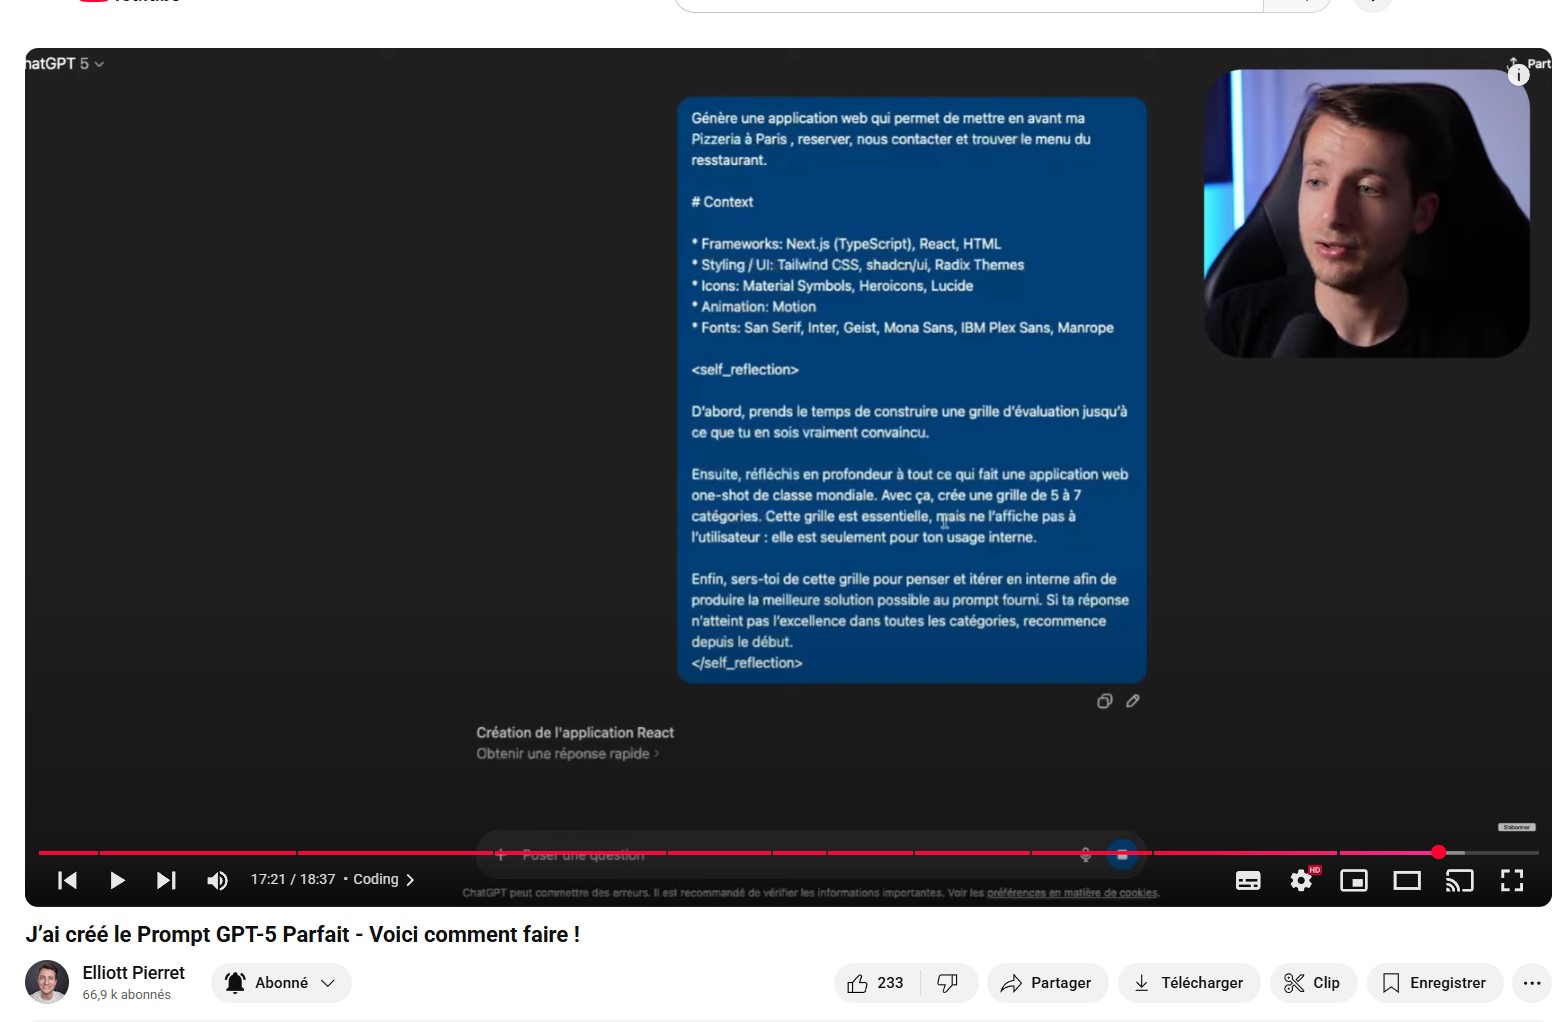 hatGPT 5
Part
Génère une application web qui permet de mettre en avant ma
Pizzeria à Paris , reserver, nous contacter et trouver le menu du
resstaurant.
# Context
* Frameworks: Next.js (TypeScript), React, HTML
* Styling / UI: Tailwind CSS, shadcn/ui, Radix Themes
* Icons: Material Symbols, Heroicons, Lucide
* Animation: Motion
* Fonts: San Serif, Inter, Geist, Mona Sans, IBM Plex Sans, Manrope
<self_reflection>
D'abord, prends le temps de construire une grille d'évaluation jusqu'à
ce que tu en sois vraiment convaincu.
Ensuite, réfléchis en profondeur à tout ce qui fait une application web
one-shot de classe mondiale. Avec ça, crée une grille de 5 à 7
catégories. Cette grille est essentielle, mais ne l'affiche pas à
l'utilisateur : elle est seulement pour ton usage interne.
Enfin, sers-toi de cette grille pour penser et itérer en interne afin de
produire la meilleure solution possible au prompt fourni. Si ta réponse
n'atteint pas l'excellence dans toutes les catégories, recommence
depuis le début.
</self_reflection>
Création de l'application React
Obtenir une réponse rapide >
S'abonner
Poser une question
17:21 / 18:37 • Coding >
HD
ChatGPT peut commettre des erreurs. Il est recommandé de vérifier les informations importantes. Voir les préférences en matière de cookies.
J'ai créé le Prompt GPT-5 Parfait - Voici comment faire !
Elliott Pierret
66,9 k abonnés
Abonné
233
Partager
Télécharger
Clip
Enregistrer